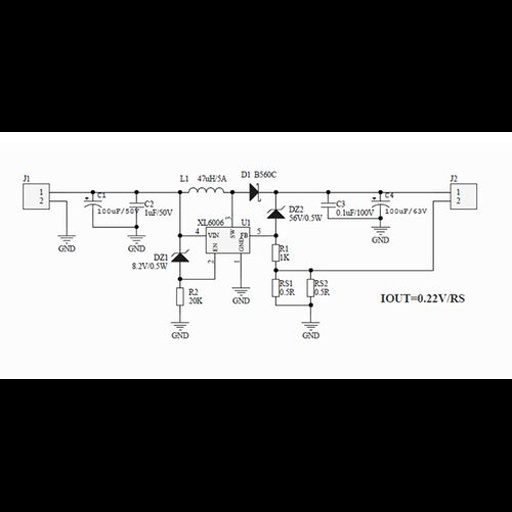 J1
1
2
GND
C1
100uF/50V
C2
1uF/50V
GND
L1 47uH/5A
D1 B560C
XL6006 U1
4 VIN
SW
3
EN
GND
FB 5
2
1
DZ1
8.2V/0.5W
R2
20K
GND
GND
DZ2
56V/0.5W
R1
1K
RS1
0.5R
RS2
0.5R
GND
C3
0.1uF/100V
C4
100uF/63V
GND
J2
1
2
IOUT=0.22V/RS